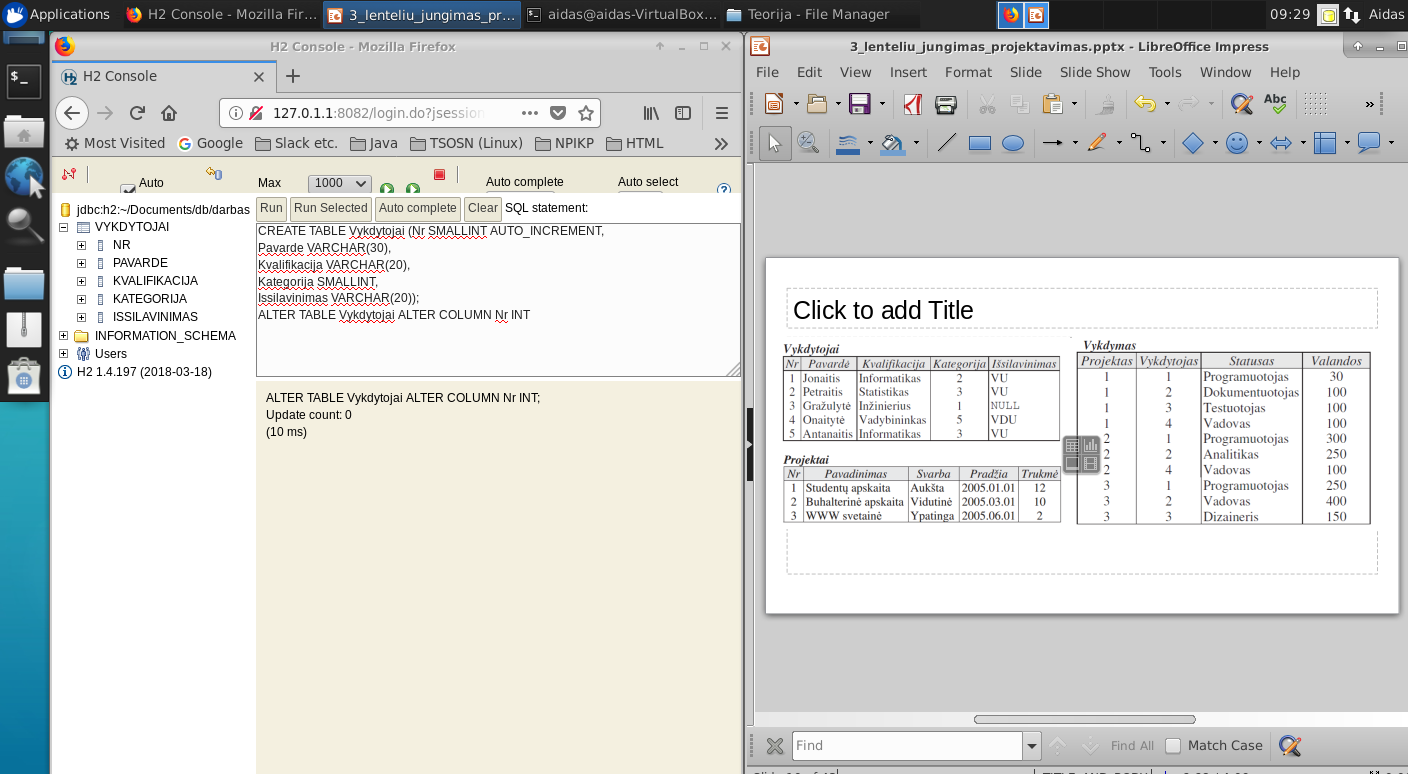 Applications
H2 Console - Mozilla Fir...
3_lenteliu_jungimas_pr...
aidas@aidas-VirtualBox...
Teorija - File Manager
09:29
Aidas
H2 Console - Mozilla Firefox
H2 Console
127.0.1.1:8082/login.do?jsession
Most Visited
Google
Slack etc.
Java
TSOSN (Linux)
NPIKP
HTML
Auto
Max
1000
Auto complete
Auto select
jdbc:h2:~/Documents/db/darbas
VYKDYTOJAI
NR
PAVARDE
KVALIFIKACIJA
KATEGORIJA
ISSILAVINIMAS
INFORMATION_SCHEMA
Users
H2 1.4.197 (2018-03-18)
Run Run Selected Auto complete Clear SQL statement:
CREATE TABLE Vykdytojai (Nr SMALLINT AUTO_INCREMENT,
Pavarde VARCHAR(30),
Kvalifikacija VARCHAR(20),
Kategorija SMALLINT,
Issilavinimas VARCHAR(20));
ALTER TABLE Vykdytojai ALTER COLUMN Nr INT
ALTER TABLE Vykdytojai ALTER COLUMN Nr INT;
Update count: 0
(10 ms)
3_lenteliu_jungimas_projektavimas.pptx - LibreOffice Impress
File Edit View Insert Format Slide Slide Show Tools Window Help
Abc
Click to add Title
Vykdytojai
Nr Pavardė Kvalifikacija Kategorija Išsilavinimas
1 Jonaitis Informatikas 2 VU
2 Petraitis Statistikas 3 VU
3 Gražulytė Inžinierius 1 NULL
4 Onaitytė Vadybininkas 5 VDU
5 Antanaitis Informatikas 3 VU
Projektai
Nr Pavadinimas Svarba Pradžia Trukmė
1 Studentų apskaita Aukšta 2005.01.01 12
2 Buhalterinė apskaita Vidutinė 2005.03.01 10
3 WWW svetainė Ypatinga 2005.06.01 2
Vykdymas
Projektas Vykdytojas Statusas Valandos
1 1 Programuotojas 30
1 2 Dokumentuotojas 100
1 3 Testuotojas 100
1 4 Vadovas 100
2 1 Programuotojas 300
2 2 Analitikas 250
2 4 Vadovas 100
3 1 Programuotojas 250
3 2 Vadovas 400
3 3 Dizaineris 150
Find
Find All
Match Case